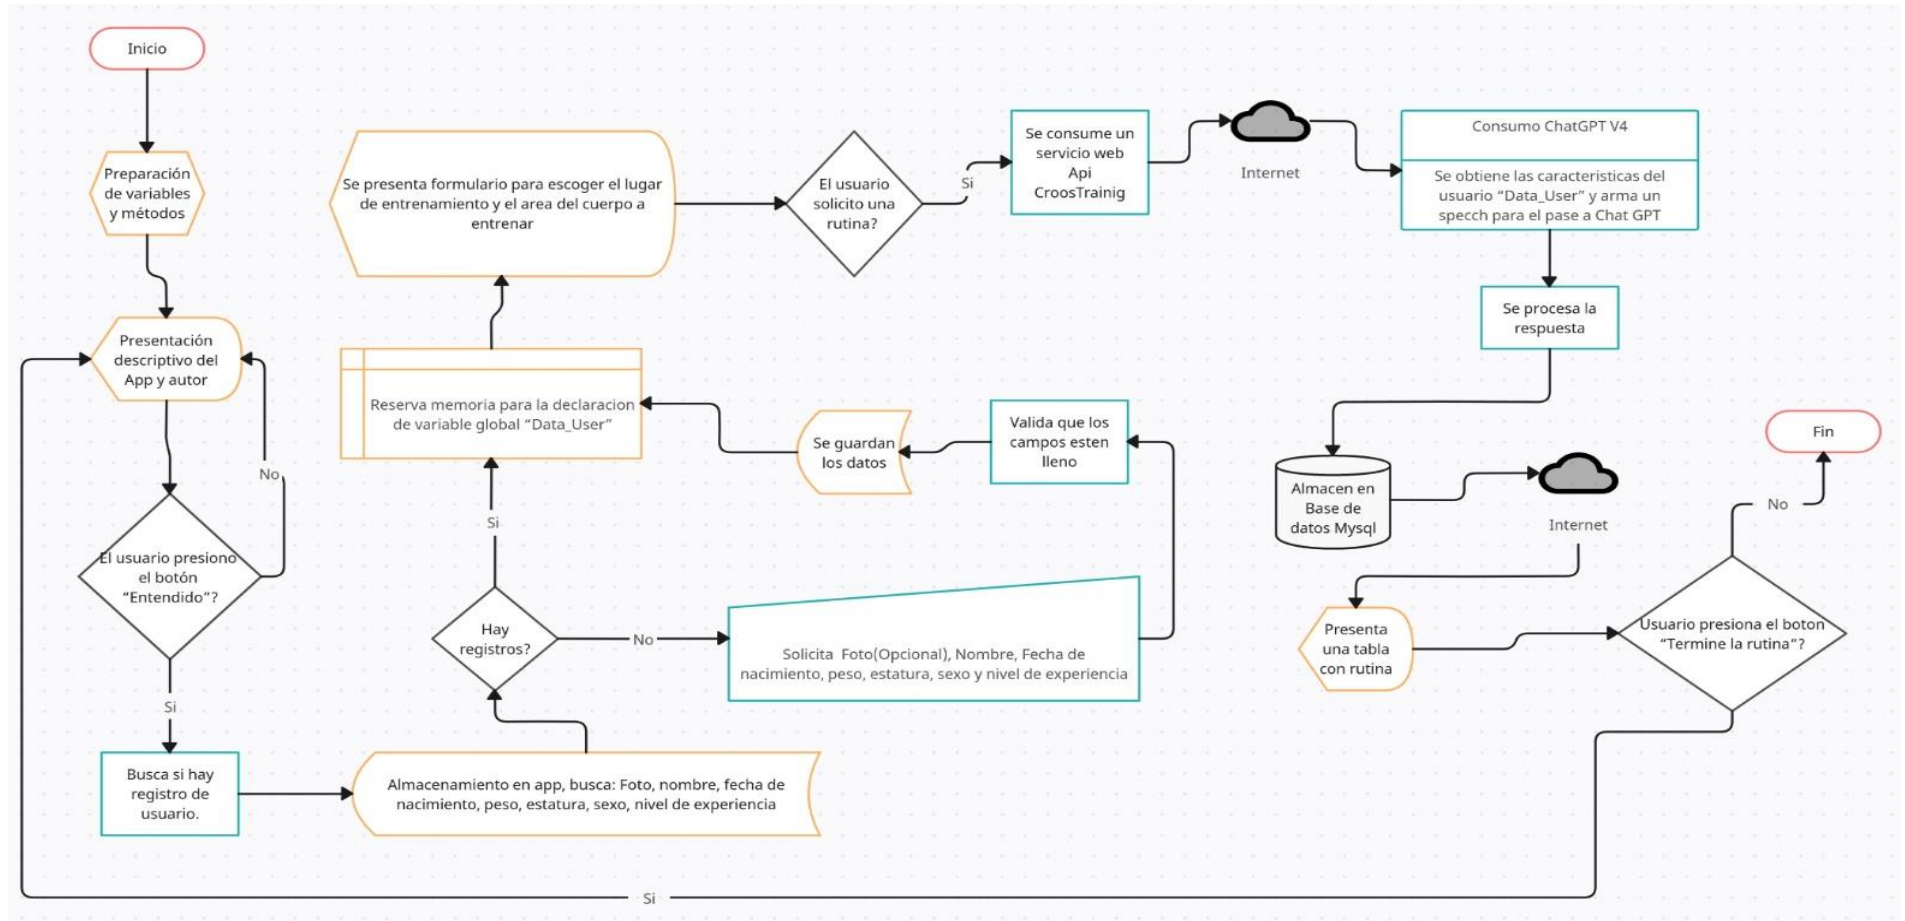 Inicio
Preparación
de variables
y métodos
Presentación
descriptivo del
App y autor
No
El usuario presiono
el botón
“Entendido”?
Si
Busca si hay
registro de
usuario.
Almacenamiento en app, busca: Foto, nombre, fecha de
nacimiento, peso, estatura, sexo, nivel de experiencia
Hay
registros?
No
Si
Solicita Foto(Opcional), Nombre, Fecha de
nacimiento, peso, estatura, sexo y nivel de experiencia
Valida que los
campos esten
lleno
Se guardan
los datos
Reserva memoria para la declaracion
de variable global “Data_User”
Se presenta formulario para escoger el lugar
de entrenamiento y el area del cuerpo a
entrenar
El usuario
solicito una
rutina?
Si
Se consume un
servicio web
Api
CroosTrainig
Internet
Consumo ChatGPT V4
Se obtiene las caracteristicas del
usuario “Data_User” y arma un
specch para el pase a Chat GPT
Se procesa la
respuesta
Almacen en
Base de
datos Mysql
Internet
Presenta
una tabla
con rutina
Usuario presiona el boton
“Termine la rutina”?
No
Fin
Si